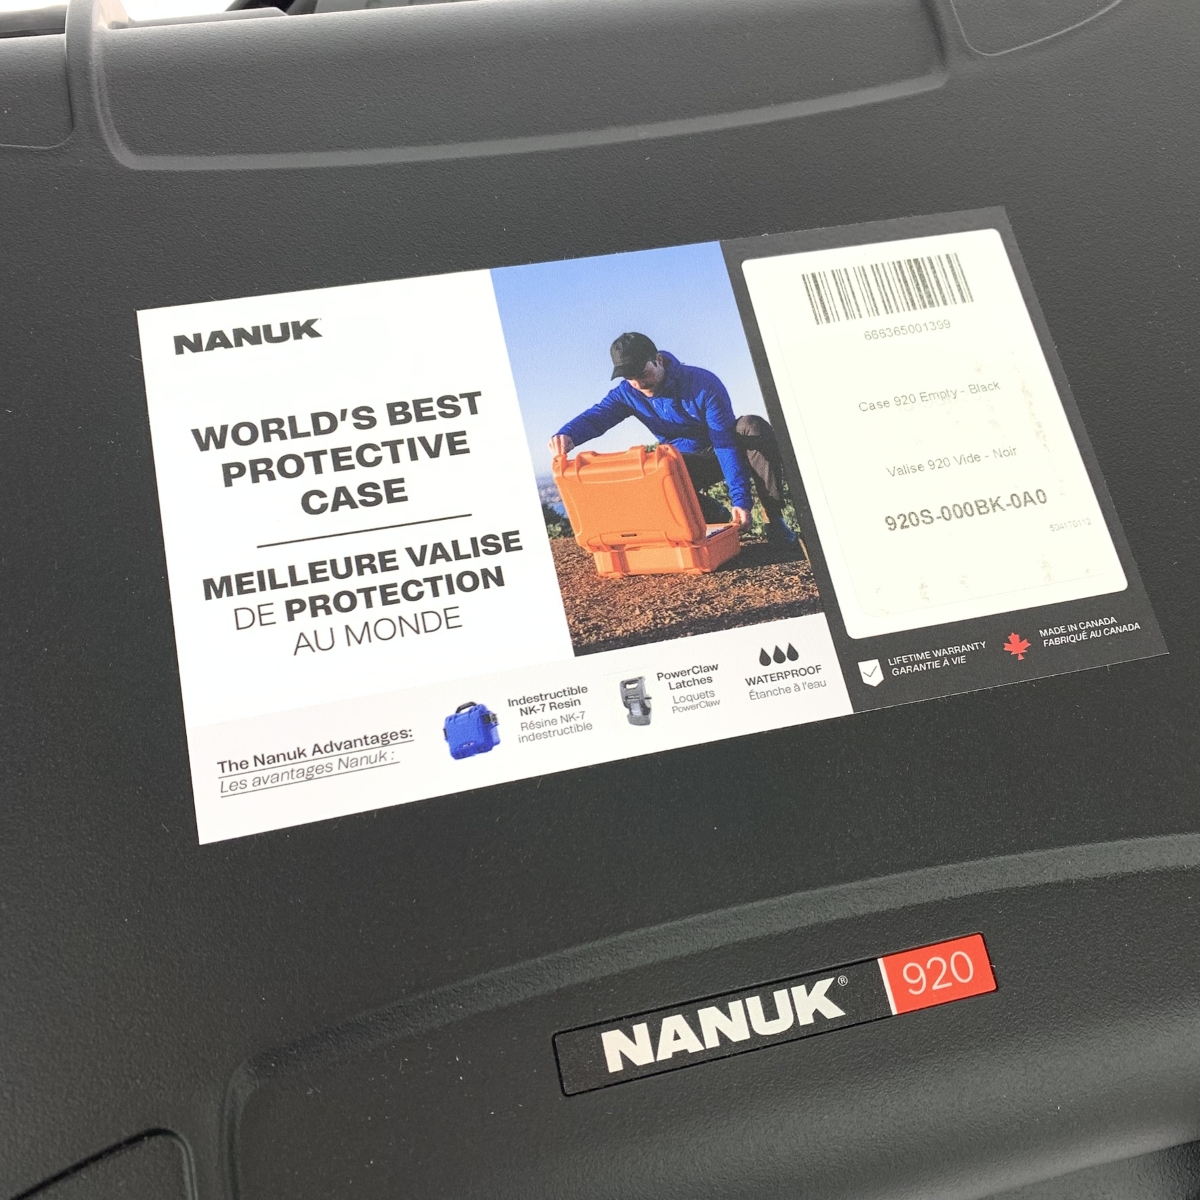 NANUK
WORLD'S BEST
PROTECTIVE
CASE
MEILLEURE VALISE
DE PROTECTION
AU MONDE
The Nanuk Advantages:
Les avantages Nanuk :
Indestructible
NK-7 Resin
Résine NK-7
indestructible
PowerClaw
Latches
Loquets
PowerClaw
WATERPROOF
Étanche à l'eau
666365001399
Case 920 Empty - Black
Valise 920 Vide - Noir
920S-000BK-0A0
LIFETIME WARRANTY
GARANTIE À VIE
MADE IN CANADA
FABRIQUÉ AU CANADA
NANUK® 920